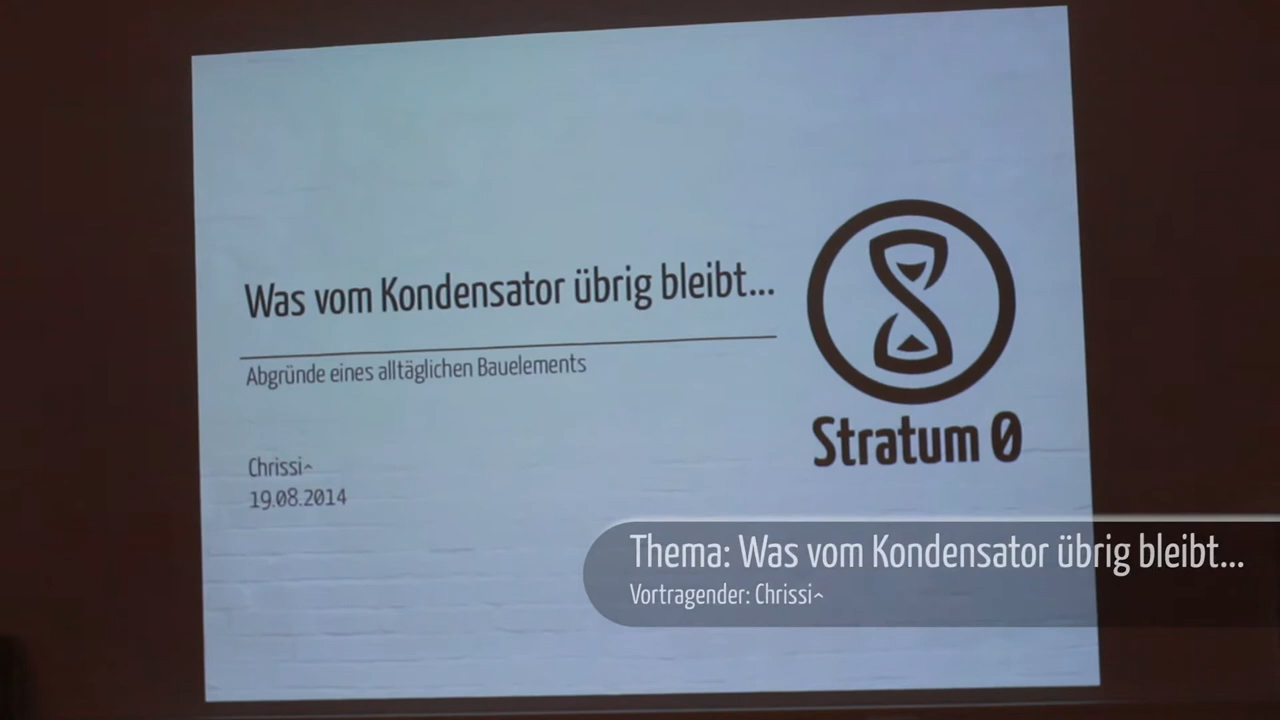 Was vom Kondensator übrig bleibt...
Abgründe eines alltäglichen Bauelements
Chrissi^
19.08.2014
Stratum 0
Thema: Was vom Kondensator übrig bleibt...
Vortragender: Chrissi^